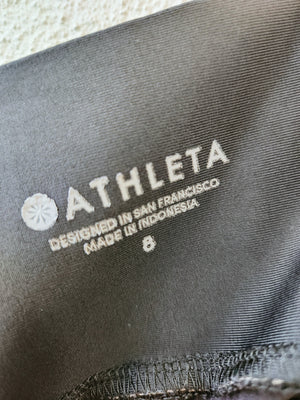 ATHLETA
DESIGNED IN SAN FRANCISCO
MADE IN INDONESIA
8